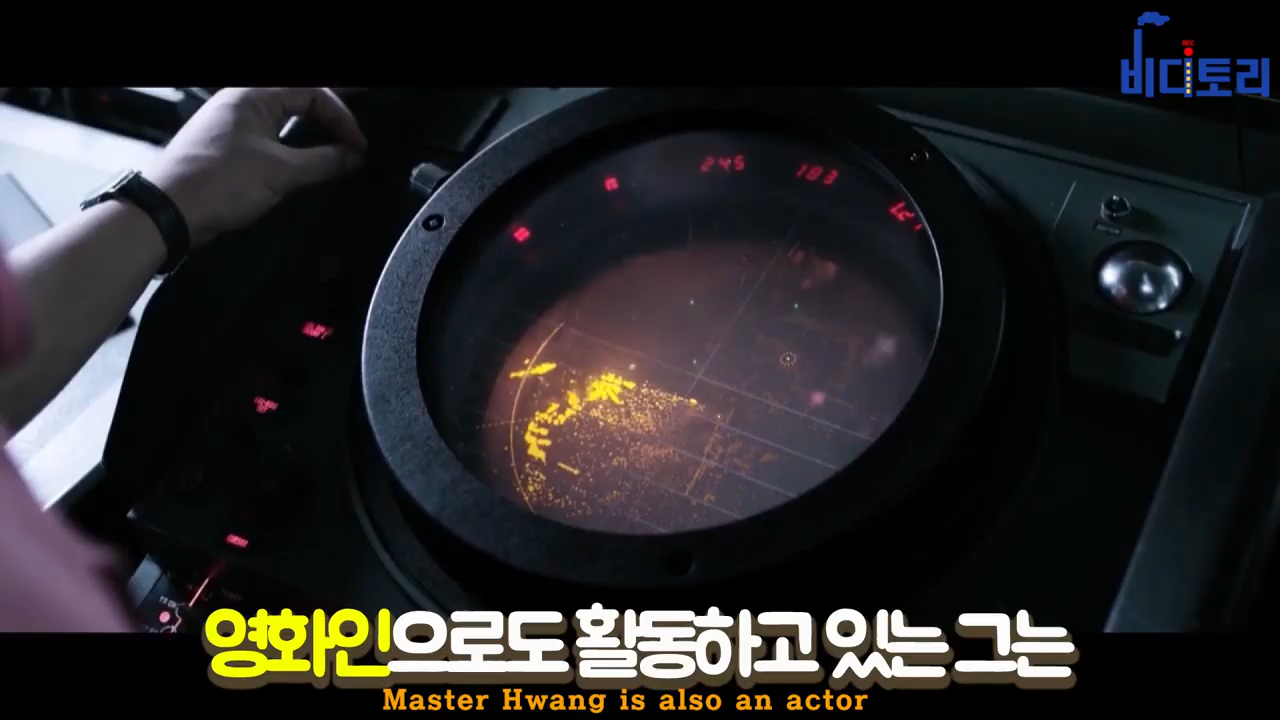 REC
비디토리
245
183
영화인으로도 활동하고 있는 그는
Master Hwang is also an actor